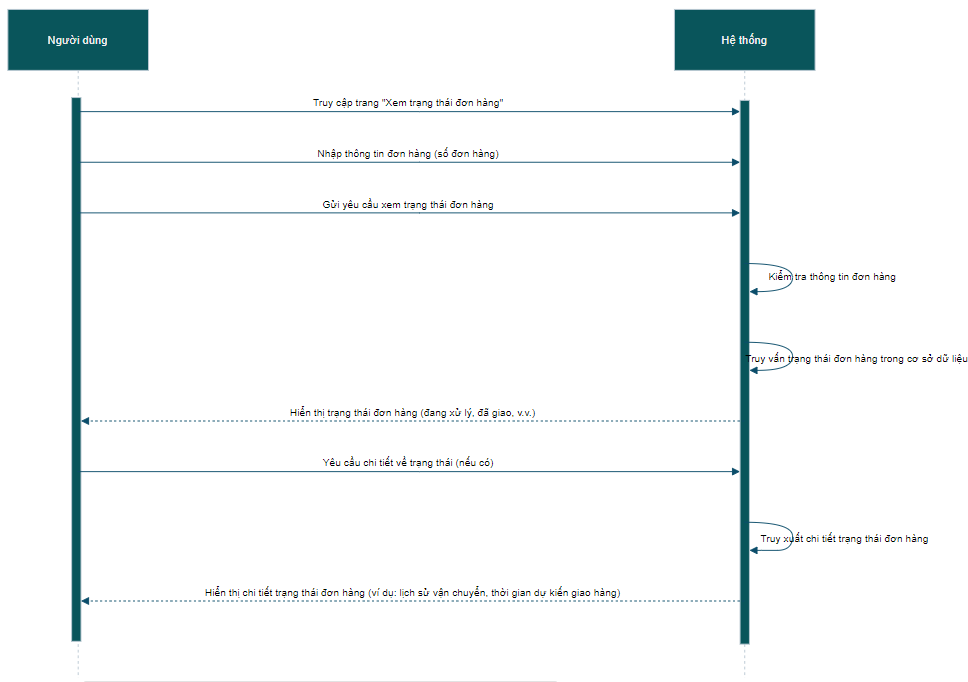 Người dùng
Hệ thống
Truy cập trang "Xem trạng thái đơn hàng"
Nhập thông tin đơn hàng (số đơn hàng)
Gửi yêu cầu xem trạng thái đơn hàng
Kiểm tra thông tin đơn hàng
Truy vấn trạng thái đơn hàng trong cơ sở dữ liệu
Hiển thị trạng thái đơn hàng (đang xử lý, đã giao, v.v.)
Yêu cầu chi tiết về trạng thái (nếu có)
Truy xuất chi tiết trạng thái đơn hàng
Hiển thị chi tiết trạng thái đơn hàng (ví dụ: lịch sử vận chuyển, thời gian dự kiến giao hàng)